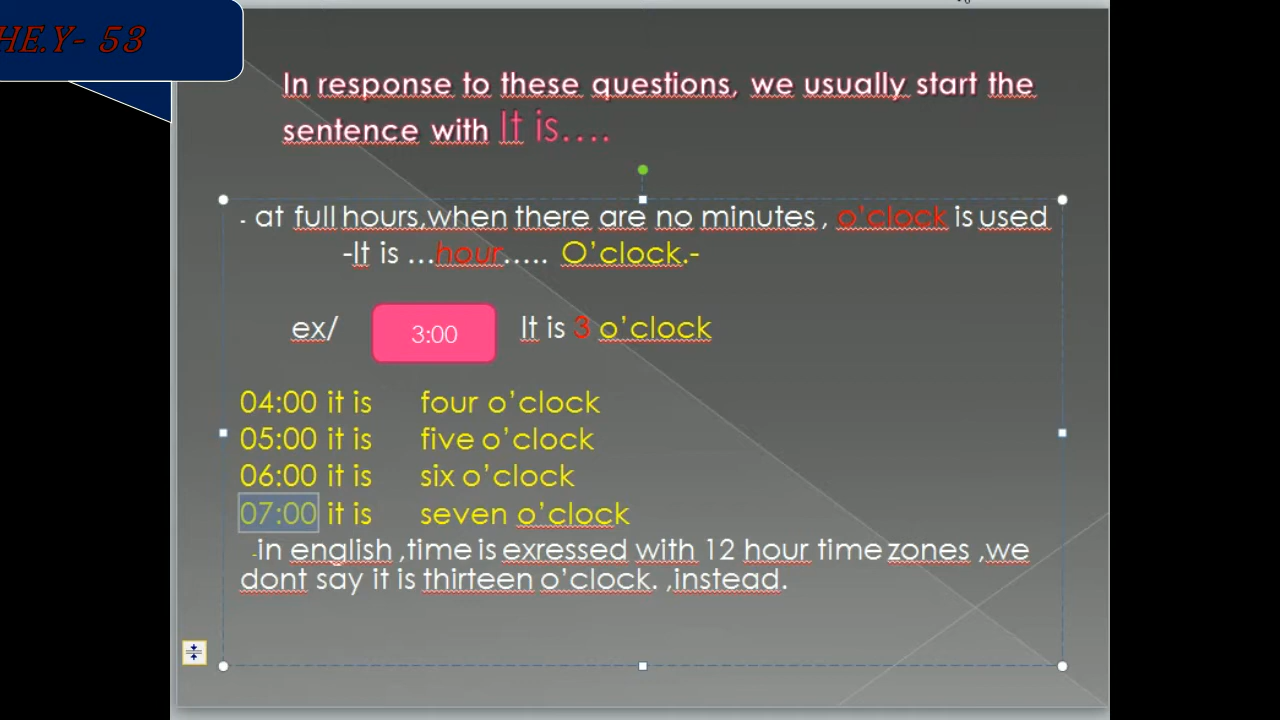 HE.Y- 53
In response to these questions, we usually start the
sentence with It is....
- at full hours,when there are no minutes , o'clock is used
-It is ...hour..... O'clock.-
ex/ 3:00 It is 3 o'clock
04:00 it is four o'clock
05:00 it is five o'clock
06:00 it is six o'clock
07:00 it is seven o'clock
-in english ,time is exressed with 12 hour time zones ,we
dont say it is thirteen o'clock. ,instead.